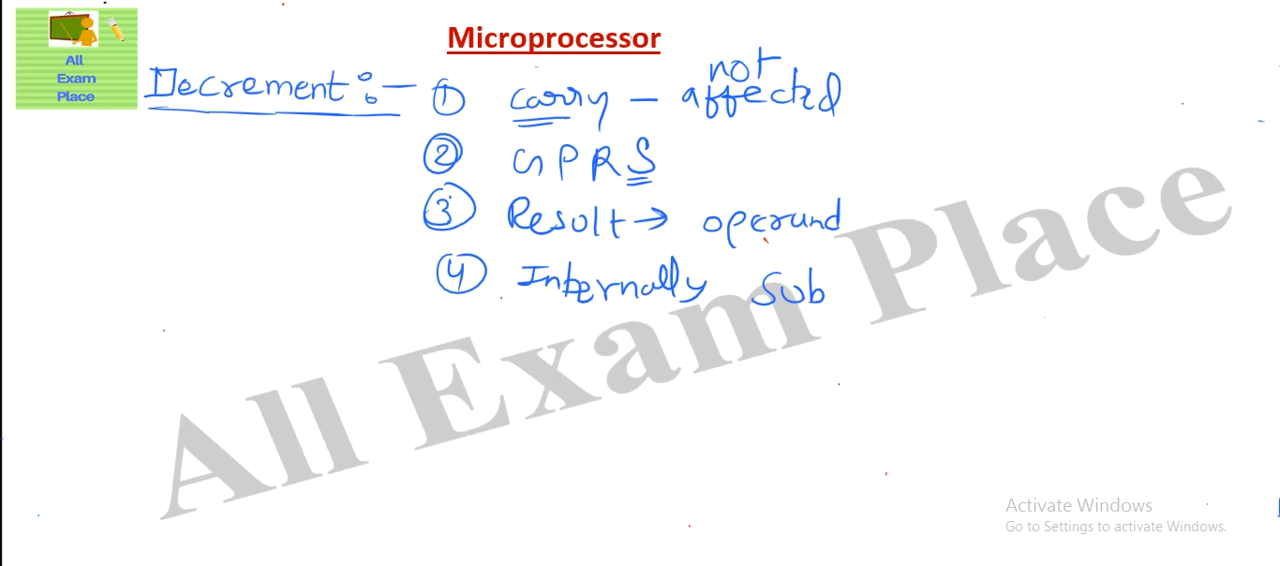 All
Exam
Place
Microprocessor
Decrement :- ① Carry - not affected
② GPRS
③ Result → operand
④ Internally Sub
All Exam Place
Activate Windows
Go to Settings to activate Windows.